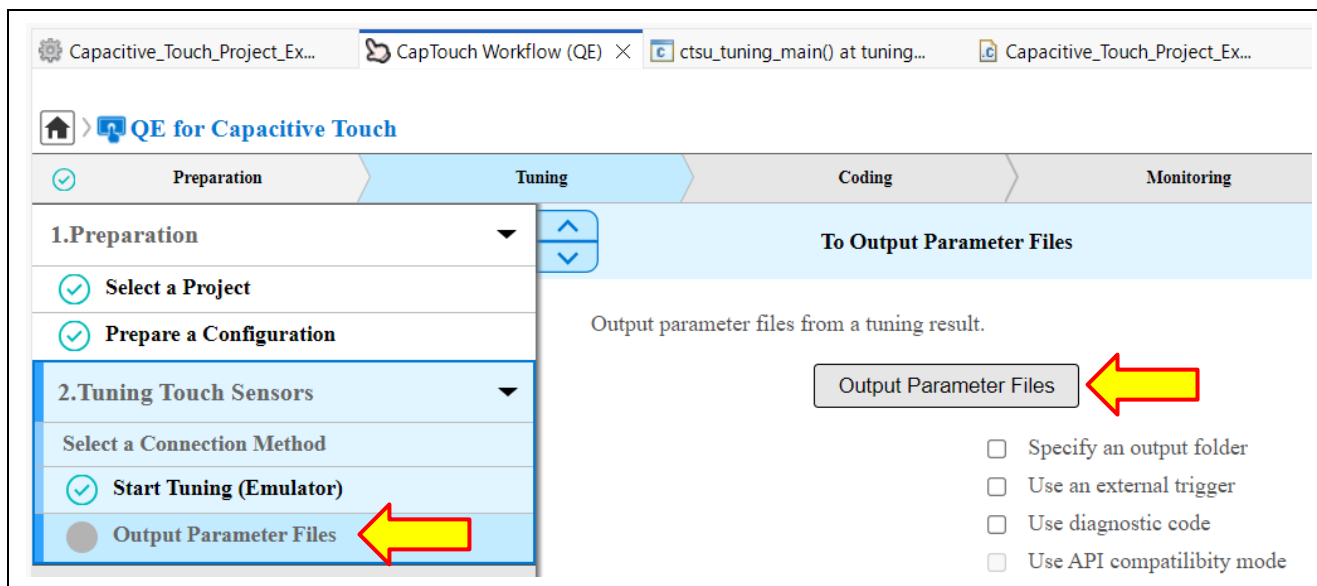 Capacitive_Touch_Project_Ex...
CapTouch Workflow (QE)
ctsu_tuning_main() at tuning...
Capacitive_Touch_Project_Ex...
QE for Capacitive Touch
Preparation
Tuning
Coding
Monitoring
1.Preparation
To Output Parameter Files
Select a Project
Prepare a Configuration
Output parameter files from a tuning result.
Output Parameter Files
2.Tuning Touch Sensors
Select a Connection Method
Start Tuning (Emulator)
Output Parameter Files
Specify an output folder
Use an external trigger
Use diagnostic code
Use API compatilibity mode